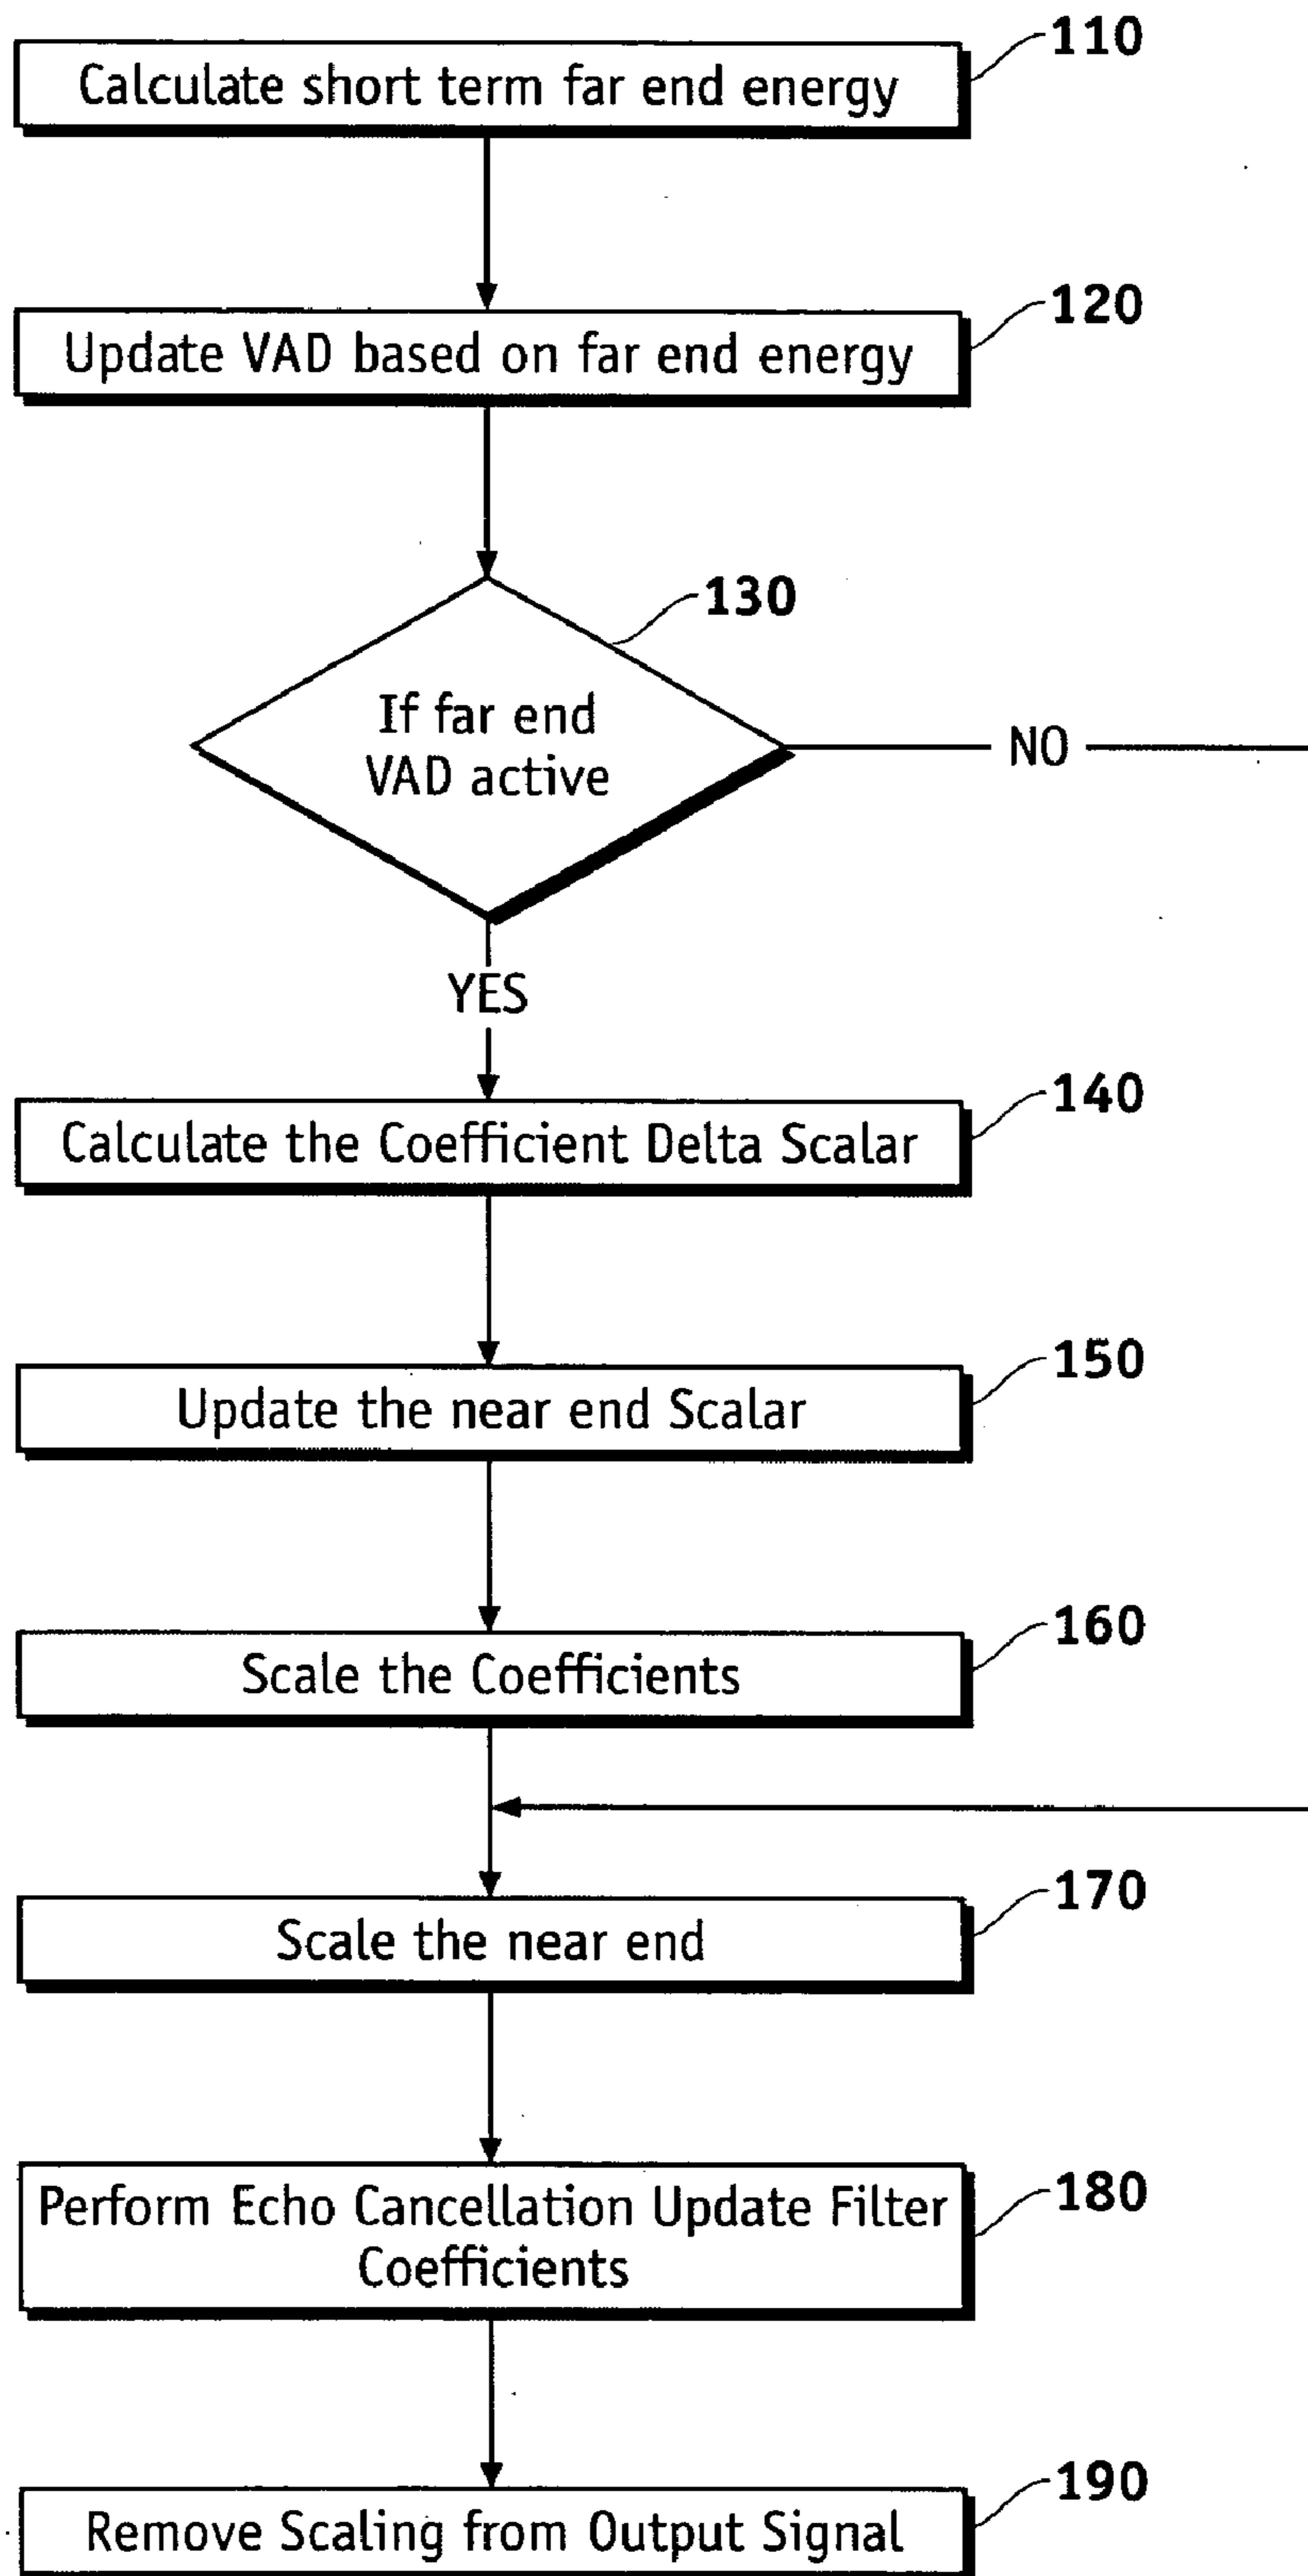 110
Calculate short term far end energy
120
Update VAD based on far end energy
130
If far end
VAD active
NO
YES
140
Calculate the Coefficient Delta Scalar
150
Update the near end Scalar
160
Scale the Coefficients
170
Scale the near end
180
Perform Echo Cancellation Update Filter
Coefficients
190
Remove Scaling from Output Signal